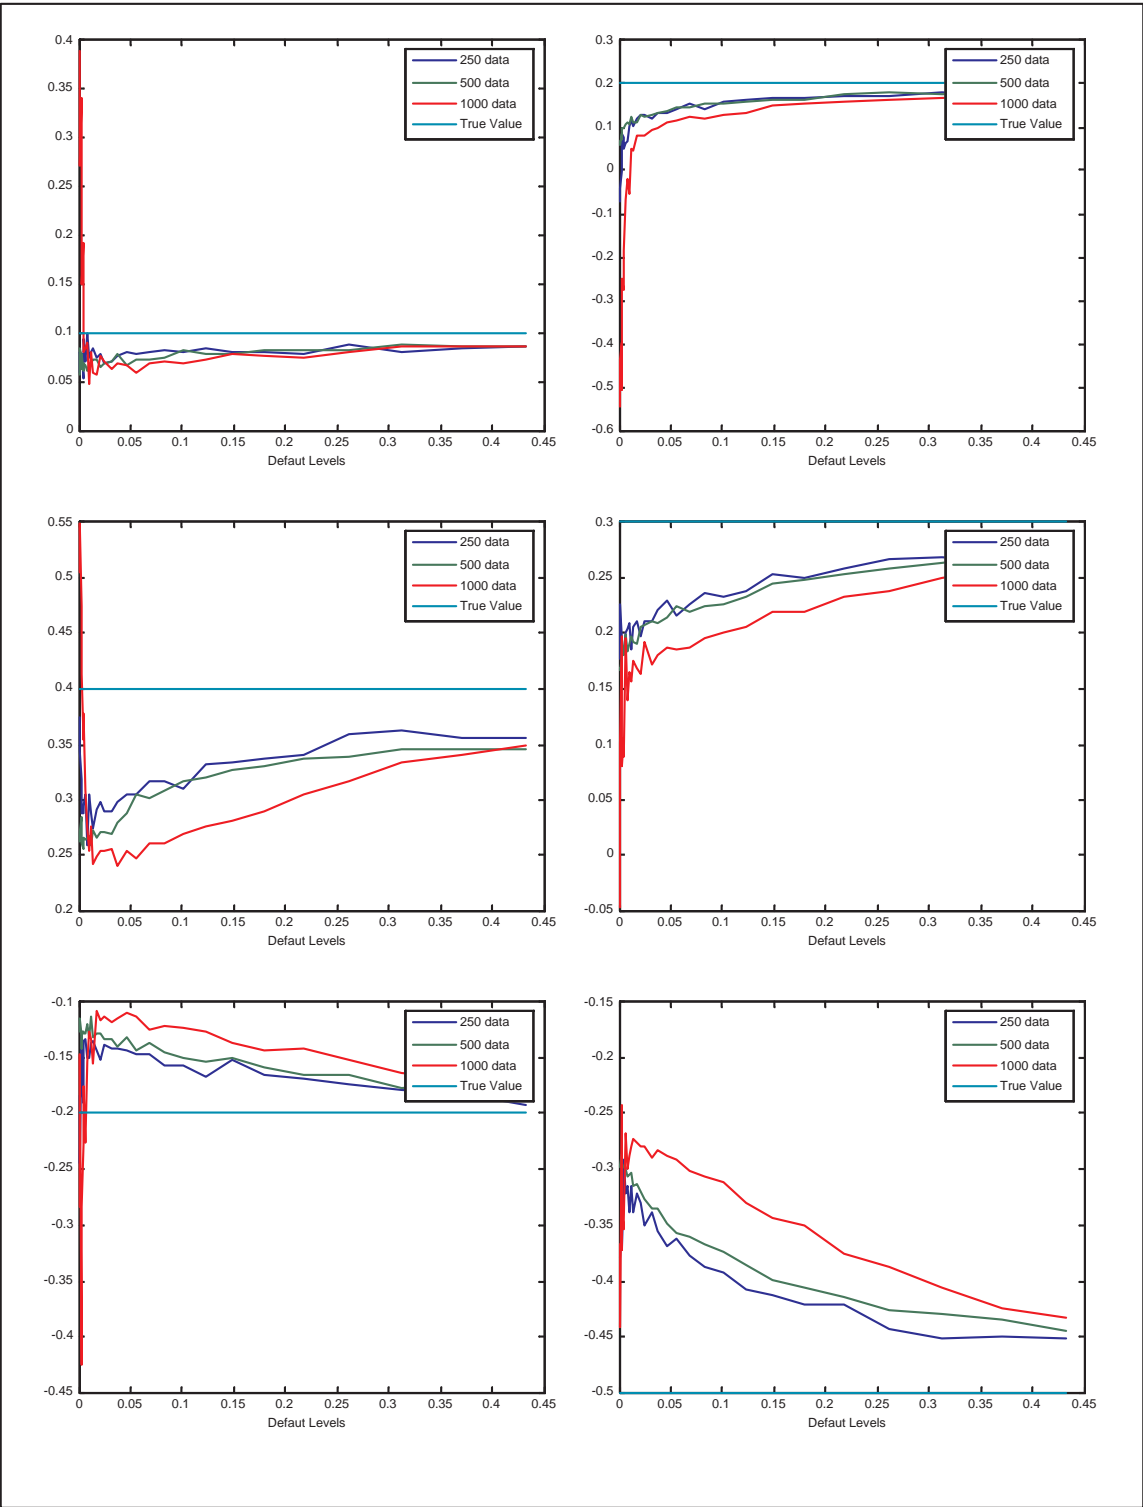 0.4
0.35
0.3
0.25
0.2
0.15
0.1
0.05
0
250 data
500 data
1000 data
True Value
0 0.05 0.1 0.15 0.2 0.25 0.3 0.35 0.4 0.45
Defaut Levels
0.3
0.2
0.1
0
-0.1
-0.2
-0.3
-0.4
-0.5
-0.6
250 data
500 data
1000 data
True Value
0 0.05 0.1 0.15 0.2 0.25 0.3 0.35 0.4 0.45
Defaut Levels
0.55
0.5
0.45
0.4
0.35
0.3
0.25
0.2
250 data
500 data
1000 data
True Value
0 0.05 0.1 0.15 0.2 0.25 0.3 0.35 0.4 0.45
Defaut Levels
0.3
0.25
0.2
0.15
0.1
0.05
0
-0.05
250 data
500 data
1000 data
True Value
0 0.05 0.1 0.15 0.2 0.25 0.3 0.35 0.4 0.45
Defaut Levels
-0.1
-0.15
-0.2
-0.25
-0.3
-0.35
-0.4
-0.45
250 data
500 data
1000 data
True Value
0 0.05 0.1 0.15 0.2 0.25 0.3 0.35 0.4 0.45
Defaut Levels
-0.15
-0.2
-0.25
-0.3
-0.35
-0.4
-0.45
-0.5
250 data
500 data
1000 data
True Value
0 0.05 0.1 0.15 0.2 0.25 0.3 0.35 0.4 0.45
Defaut Levels